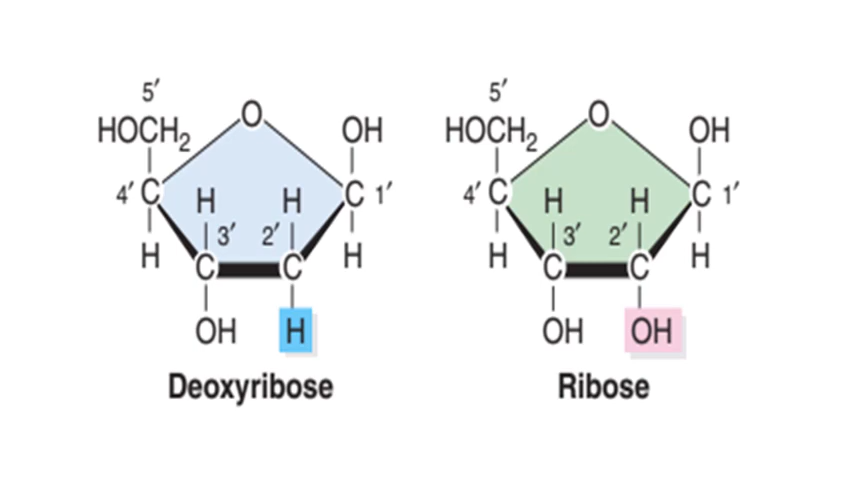 5′ 5′
HOCH₂ O OH HOCH₂ O OH
4′ C H H C 1′ 4′ C H H C 1′
3′ 2′ 3′ 2′
H C C H H C C H
OH H OH OH
Deoxyribose Ribose